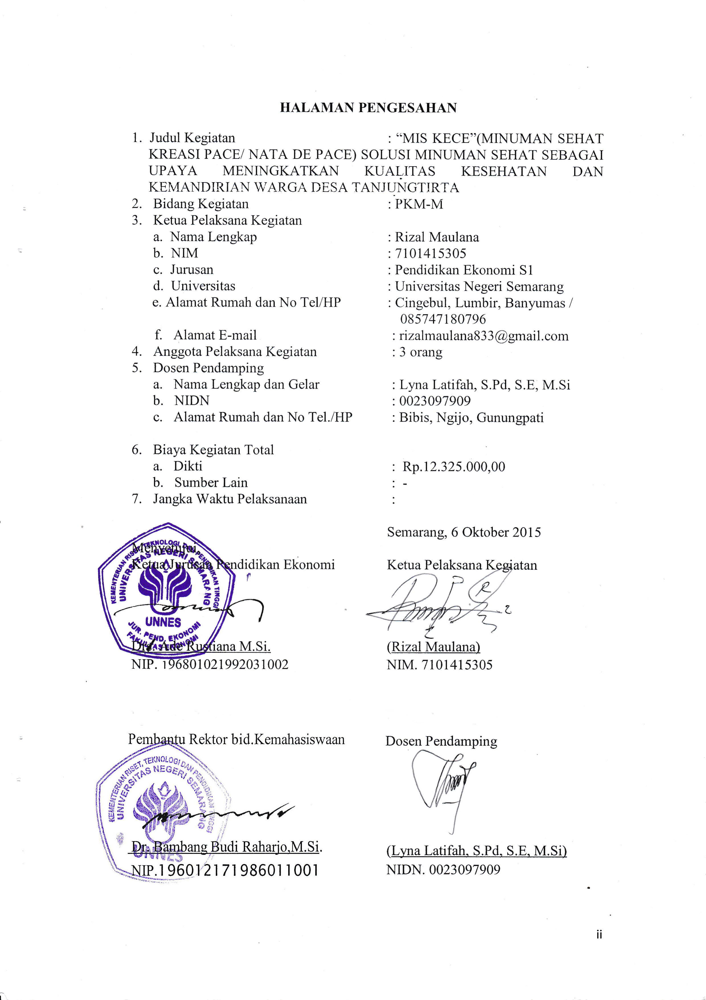 HALAMAN PENGESAHAN
1. Judul Kegiatan : “MIS KECE”(MINUMAN SEHAT
KREASI PACE/ NATA DE PACE) SOLUSI MINUMAN SEHAT SEBAGAI
UPAYA MENINGKATKAN KUALITAS KESEHATAN DAN
KEMANDIRIAN WARGA DESA TANJUNGTIRTA
2. Bidang Kegiatan : PKM-M
3. Ketua Pelaksana Kegiatan
a. Nama Lengkap : Rizal Maulana
b. NIM : 7101415305
c. Jurusan : Pendidikan Ekonomi S1
d. Universitas : Universitas Negeri Semarang
e. Alamat Rumah dan No Tel/HP : Cingebul, Lumbir, Banyumas /
085747180796
f. Alamat E-mail : rizalmaulana833@gmail.com
4. Anggota Pelaksana Kegiatan : 3 orang
5. Dosen Pendamping
a. Nama Lengkap dan Gelar : Lyna Latifah, S.Pd, S.E, M.Si
b. NIDN : 0023097909
c. Alamat Rumah dan No Tel./HP : Bibis, Ngijo, Gunungpati
6. Biaya Kegiatan Total
a. Dikti : Rp.12.325.000,00
b. Sumber Lain : -
7. Jangka Waktu Pelaksanaan :
Semarang, 6 Oktober 2015
Menyetujui,
Ketua Jurusan Pendidikan Ekonomi Ketua Pelaksana Kegiatan
KEMENTERIAN RISET, TEKNOLOGI DAN PENDIDIKAN TINGGI
UNIVERSITAS NEGERI SEMARANG
UNNES
JUR. PEND. EKONOMI
FAKULTAS EKONOMI
Drs. Ade Rustiana M.Si. (Rizal Maulana)
NIP. 196801021992031002 NIM. 7101415305
Pembantu Rektor bid.Kemahasiswaan Dosen Pendamping
KEMENTERIAN RISET, TEKNOLOGI DAN PENDIDIKAN TINGGI
UNIVERSITAS NEGERI SEMARANG
UNNES
Dr. Bambang Budi Raharjo,M.Si. (Lyna Latifah, S.Pd, S.E, M.Si)
NIP.196012171986011001 NIDN. 0023097909
ii